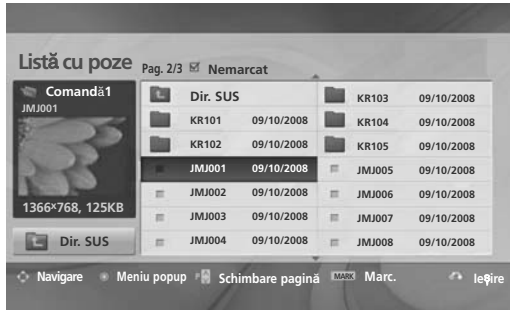 Listă cu poze
Pag. 2/3 Nemarcat
Comandă1
JMJ001
1366×768, 125KB
Dir. SUS
Dir. SUS
KR101 09/10/2008
KR102 09/10/2008
JMJ001 09/10/2008
JMJ002 09/10/2008
JMJ003 09/10/2008
JMJ004 09/10/2008
KR103 09/10/2008
KR104 09/10/2008
KR105 09/10/2008
JMJ005 09/10/2008
JMJ006 09/10/2008
JMJ007 09/10/2008
JMJ008 09/10/2008
Navigare Meniu popup P Schimbare pagină MARK Marc. Ieşire